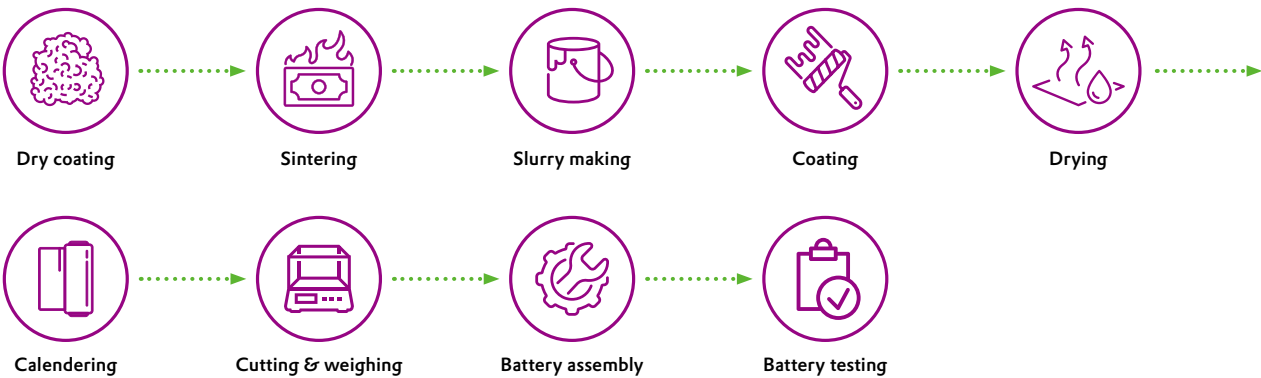 Dry coating
Sintering
Slurry making
Coating
Drying
Calendering
Cutting & weighing
Battery assembly
Battery testing